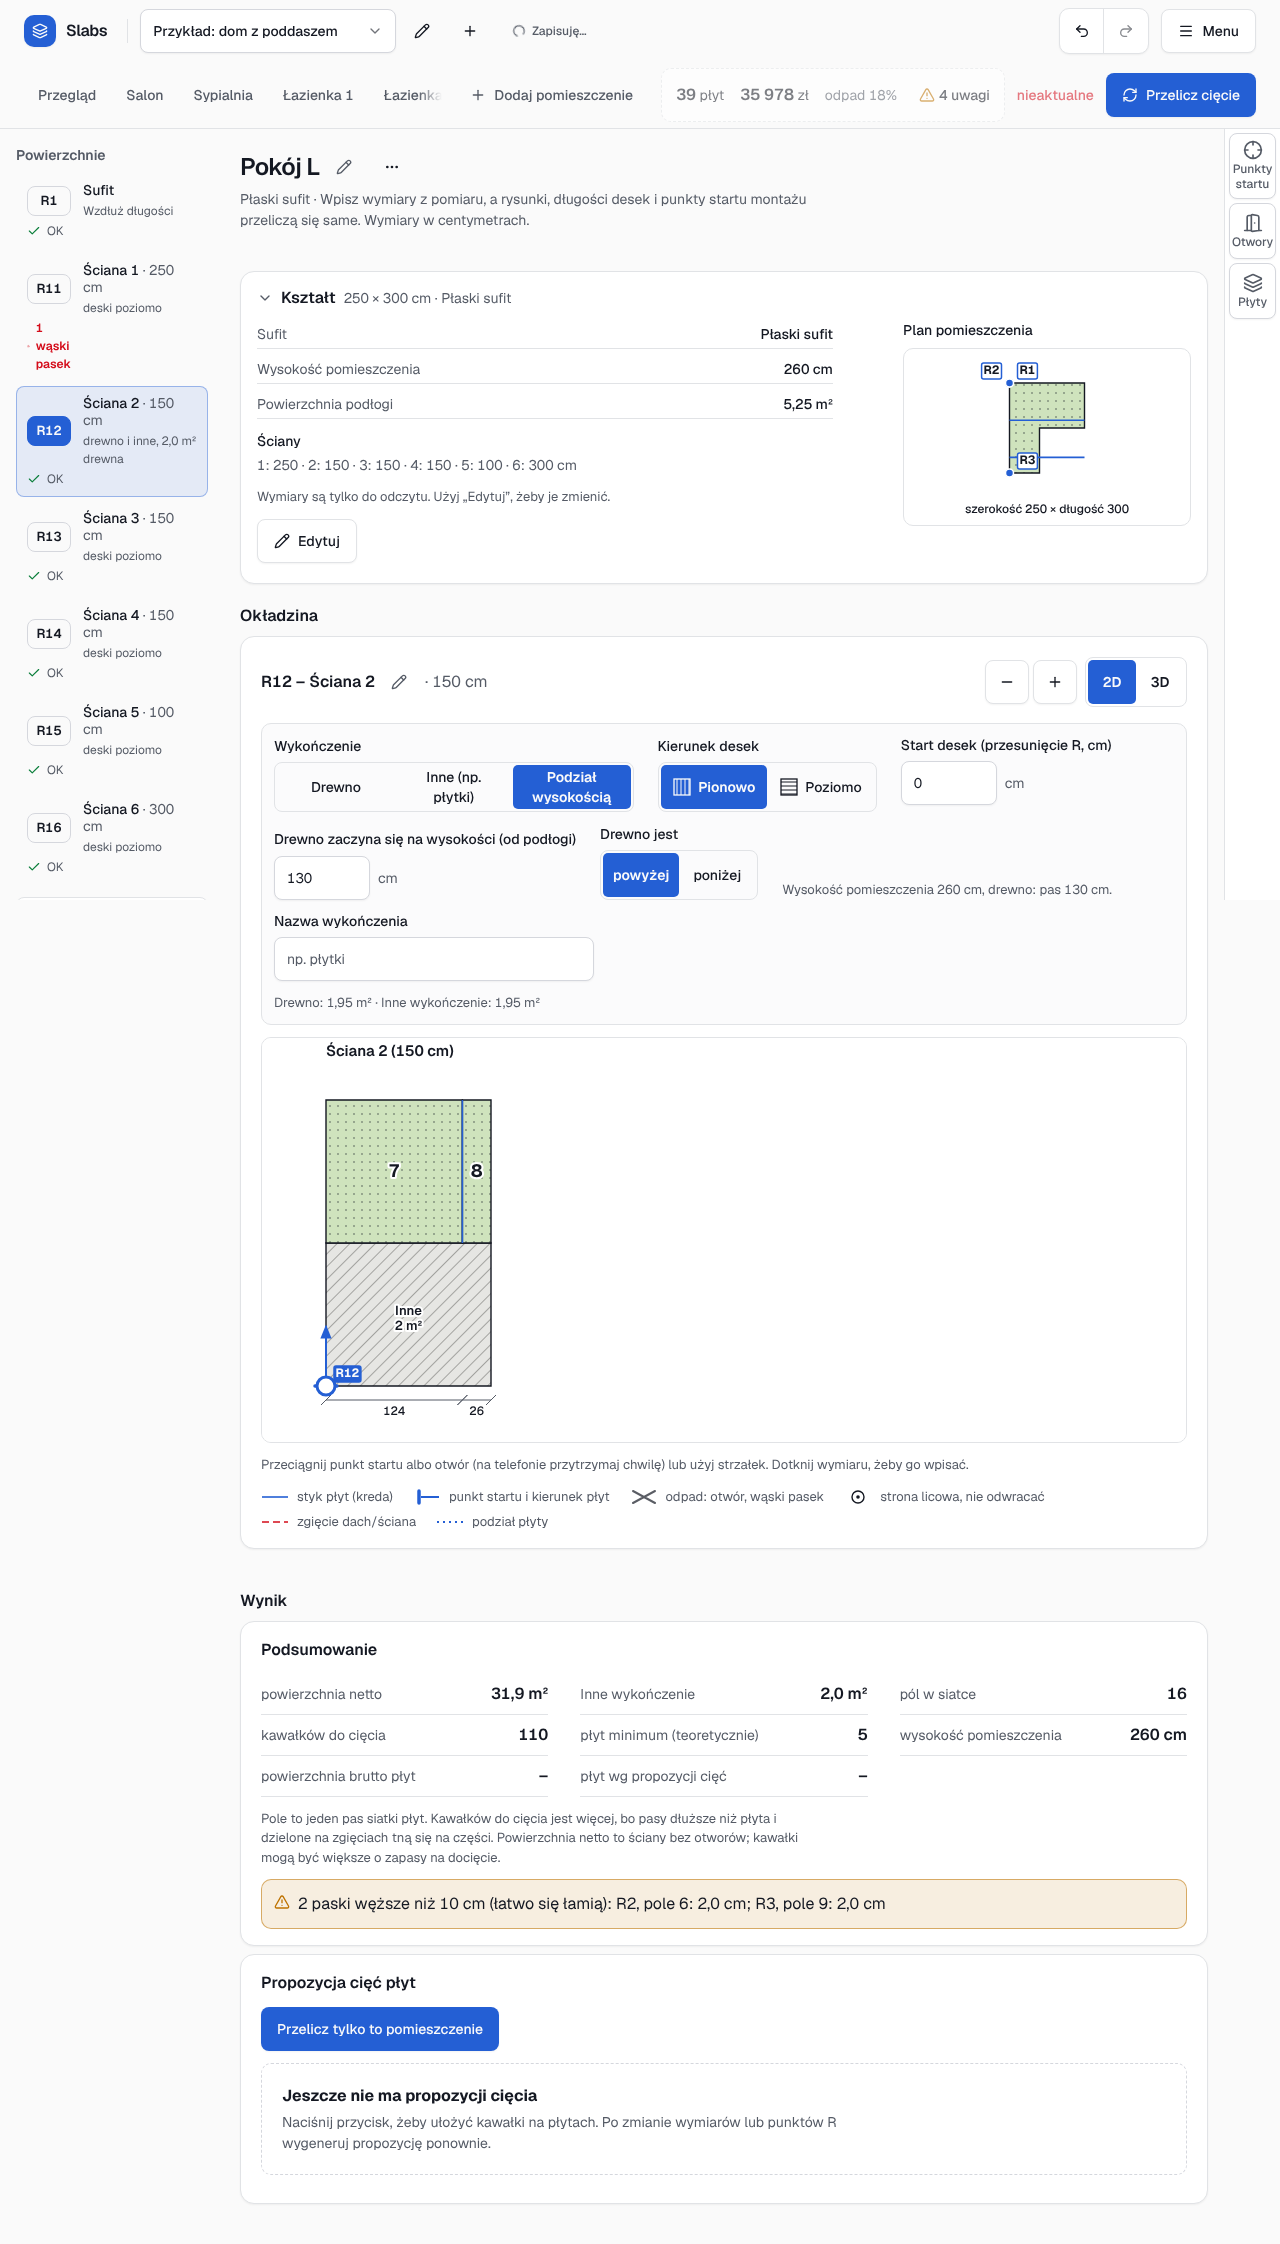 Slabs
Przykład: dom z poddaszem
Zapisuję...
Menu
Przegląd
Salon
Sypialnia
Łazienka 1
Łazienka
Dodaj pomieszczenie
39 płyt 35 978 zł odpad 18% 4 uwagi
nieaktualne
Przelicz cięcie
Powierzchnie
R1
Sufit
Wzdłuż długości
OK
R11
Ściana 1 · 250
cm
deski poziomo
· 1
wąski
pasek
R12
Ściana 2 · 150
cm
drewno i inne, 2,0 m²
drewna
OK
R13
Ściana 3 · 150
cm
deski poziomo
OK
R14
Ściana 4 · 150
cm
deski poziomo
OK
R15
Ściana 5 · 100
cm
deski poziomo
OK
R16
Ściana 6 · 300
cm
deski poziomo
OK
Pokój L
Płaski sufit · Wpisz wymiary z pomiaru, a rysunki, długości desek i punkty startu montażu
przeliczą się same. Wymiary w centymetrach.
Punkty
startu
Otwory
Płyty
Kształt 250 × 300 cm · Płaski sufit
Sufit Płaski sufit
Wysokość pomieszczenia 260 cm
Powierzchnia podłogi 5,25 m²
Ściany
1: 250 · 2: 150 · 3: 150 · 4: 150 · 5: 100 · 6: 300 cm
Wymiary są tylko do odczytu. Użyj „Edytuj”, żeby je zmienić.
Edytuj
Plan pomieszczenia
R2 R1
R3
szerokość 250 × długość 300
Okładzina
R12 – Ściana 2 · 150 cm
2D 3D
Wykończenie
Drewno
Inne (np.
płytki)
Podział
wysokością
Kierunek desek
Pionowo
Poziomo
Start desek (przesunięcie R, cm)
0 cm
Drewno zaczyna się na wysokości (od podłogi)
130 cm
Drewno jest
powyżej
poniżej
Wysokość pomieszczenia 260 cm, drewno: pas 130 cm.
Nazwa wykończenia
np. płytki
Drewno: 1,95 m² · Inne wykończenie: 1,95 m²
Ściana 2 (150 cm)
7 8
Inne
2 m²
R12
124 26
Przeciągnij punkt startu albo otwór (na telefonie przytrzymaj chwilę) lub użyj strzałek. Dotknij wymiaru, żeby go wpisać.
styk płyt (kreda)
punkt startu i kierunek płyt
odpad: otwór, wąski pasek
strona licowa, nie odwracać
zgięcie dach/ściana
podział płyty
Wynik
Podsumowanie
powierzchnia netto 31,9 m²
Inne wykończenie 2,0 m²
pól w siatce 16
kawałków do cięcia 110
płyt minimum (teoretycznie) 5
wysokość pomieszczenia 260 cm
powierzchnia brutto płyt –
płyt wg propozycji cięć –
Pole to jeden pas siatki płyt. Kawałków do cięcia jest więcej, bo pasy dłuższe niż płyta i
dzielone na zgięciach tną się na części. Powierzchnia netto to ściany bez otworów; kawałki
mogą być większe o zapasy na docięcie.
2 paski węższe niż 10 cm (łatwo się łamią): R2, pole 6: 2,0 cm; R3, pole 9: 2,0 cm
Propozycja cięć płyt
Przelicz tylko to pomieszczenie
Jeszcze nie ma propozycji cięcia
Naciśnij przycisk, żeby ułożyć kawałki na płytach. Po zmianie wymiarów lub punktów R
wygeneruj propozycję ponownie.